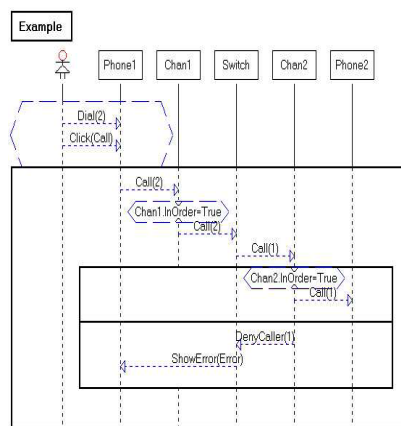 Example
Phone1 Chan1 Switch Chan2 Phone2
Dial(2)
Click(Call)
Call(2)
Chan1.InOrder=True
Call(2)
Call(1)
Chan2.InOrder=True
Call(1)
DenyCaller(1)
ShowError(Error)